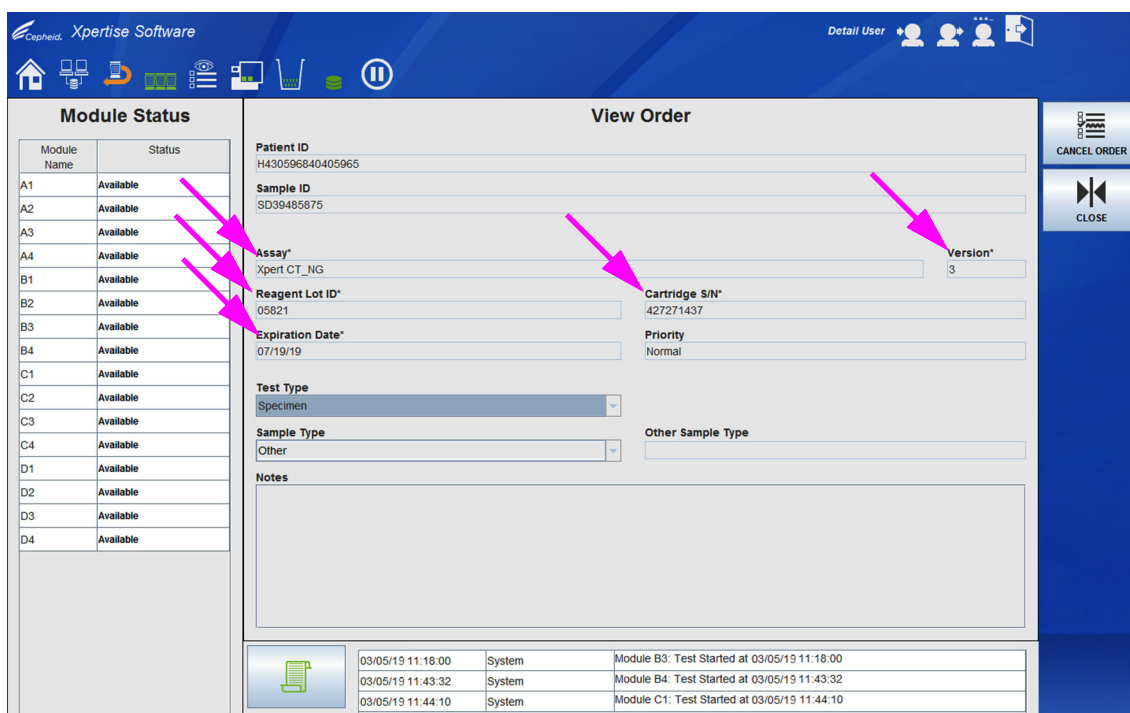 Cepheid. Xpertise Software
Detail User
Module Status
Module Name Status
A1 Available
A2 Available
A3 Available
A4 Available
B1 Available
B2 Available
B3 Available
B4 Available
C1 Available
C2 Available
C3 Available
C4 Available
D1 Available
D2 Available
D3 Available
D4 Available
View Order
Patient ID
H430596840405965
Sample ID
SD39485875
Assay* Version*
Xpert CT_NG 3
Reagent Lot ID* Cartridge S/N*
05821 427271437
Expiration Date* Priority
07/19/19 Normal
Test Type
Specimen
Sample Type Other Sample Type
Other
Notes
03/05/19 11:18:00 System Module B3: Test Started at 03/05/19 11:18:00
03/05/19 11:43:32 System Module B4: Test Started at 03/05/19 11:43:32
03/05/19 11:44:10 System Module C1: Test Started at 03/05/19 11:44:10
CANCEL ORDER
CLOSE